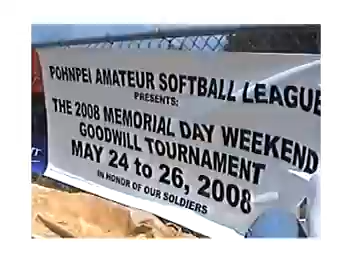 POHNPEI AMATEUR SOFTBALL LEAGUE
PRESENTS:
THE 2008 MEMORIAL DAY WEEKEND
GOODWILL TOURNAMENT
MAY 24 to 26, 2008
IN HONOR OF OUR SOLDIERS